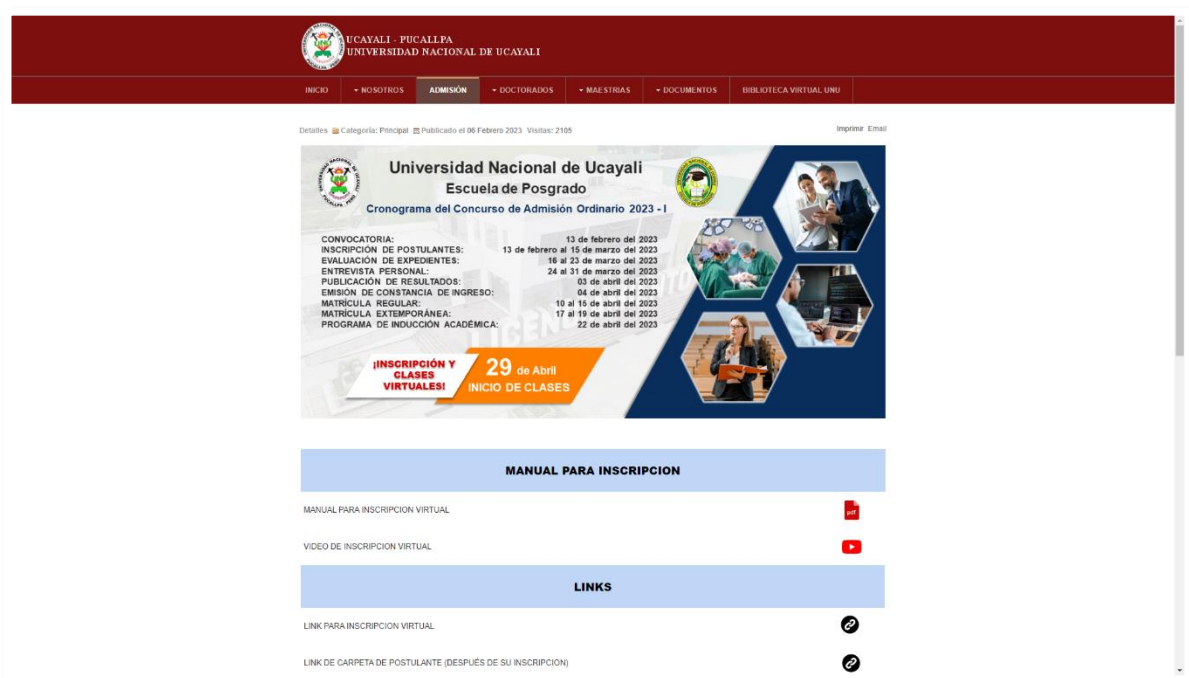 UCAYALI - PUCALLPA
UNIVERSIDAD NACIONAL DE UCAYALI
INICIO NOSOTROS ADMISIÓN DOCTORADOS MAESTRIAS DOCUMENTOS BIBLIOTECA VIRTUAL UNU
Detalles Categoría: Principal Publicado el 06 Febrero 2023 Visitas: 2105 Imprimir Email
Universidad Nacional de Ucayali
Escuela de Posgrado
Cronograma del Concurso de Admisión Ordinario 2023 - I
CONVOCATORIA: 13 de febrero del 2023
INSCRIPCIÓN DE POSTULANTES: 13 de febrero al 15 de marzo del 2023
EVALUACIÓN DE EXPEDIENTES: 16 al 23 de marzo del 2023
ENTREVISTA PERSONAL: 24 al 31 de marzo del 2023
PUBLICACIÓN DE RESULTADOS: 03 de abril del 2023
EMISIÓN DE CONSTANCIA DE INGRESO: 04 de abril del 2023
MATRÍCULA REGULAR: 10 al 15 de abril del 2023
MATRÍCULA EXTEMPORÁNEA: 17 al 19 de abril del 2023
PROGRAMA DE INDUCCIÓN ACADÉMICA: 22 de abril del 2023
¡INSCRIPCIÓN Y
CLASES
VIRTUALES!
29 de Abril
INICIO DE CLASES
MANUAL PARA INSCRIPCION
MANUAL PARA INSCRIPCION VIRTUAL pdf
VIDEO DE INSCRIPCION VIRTUAL
LINKS
LINK PARA INSCRIPCION VIRTUAL
LINK DE CARPETA DE POSTULANTE (DESPUÉS DE SU INSCRIPCION)